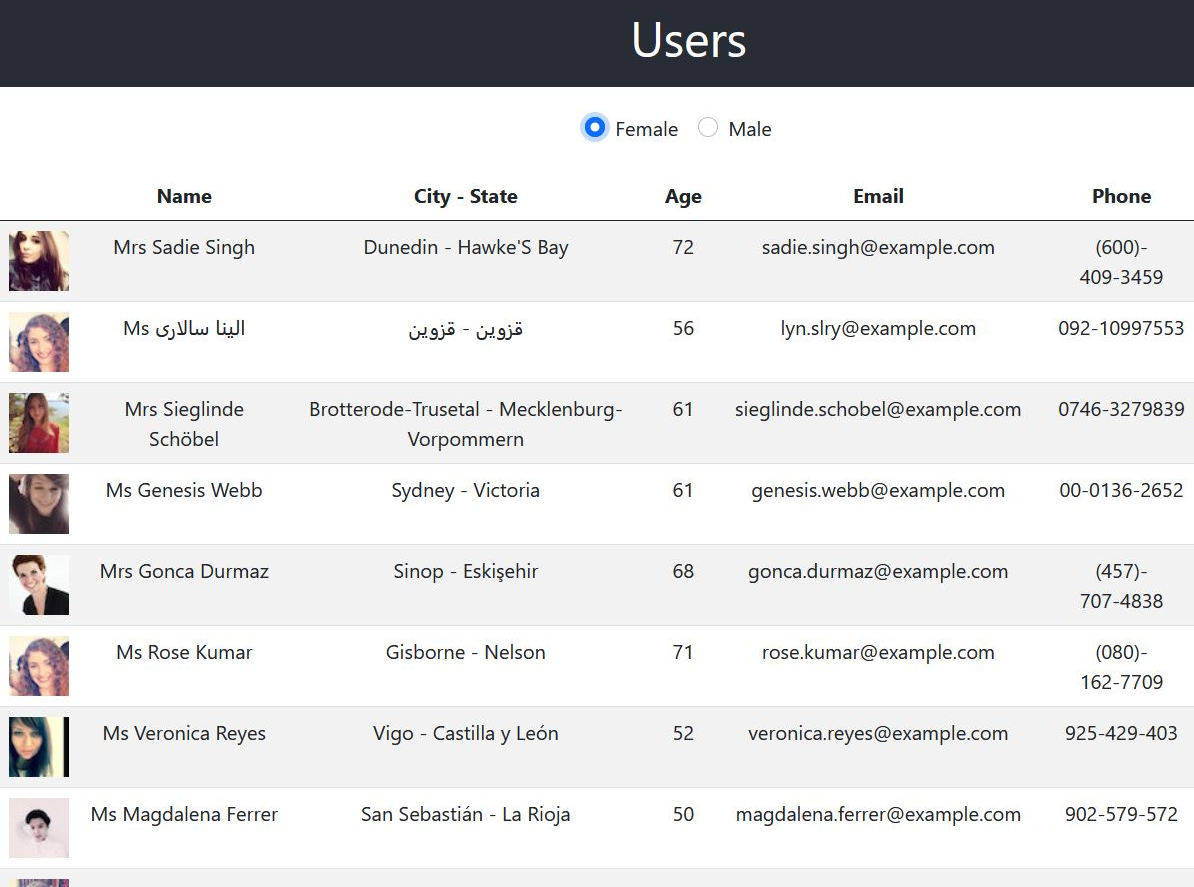 Users
Female Male
Name City - State Age Email Phone
Mrs Sadie Singh Dunedin - Hawke'S Bay 72 sadie.singh@example.com (600)-
409-3459
Ms الینا سالاری قزوین - قزوین 56 lyn.slry@example.com 092-10997553
Mrs Sieglinde Brotterode-Trusetal - Mecklenburg- 61 sieglinde.schobel@example.com 0746-3279839
Schöbel Vorpommern
Ms Genesis Webb Sydney - Victoria 61 genesis.webb@example.com 00-0136-2652
Mrs Gonca Durmaz Sinop - Eskişehir 68 gonca.durmaz@example.com (457)-
707-4838
Ms Rose Kumar Gisborne - Nelson 71 rose.kumar@example.com (080)-
162-7709
Ms Veronica Reyes Vigo - Castilla y León 52 veronica.reyes@example.com 925-429-403
Ms Magdalena Ferrer San Sebastián - La Rioja 50 magdalena.ferrer@example.com 902-579-572